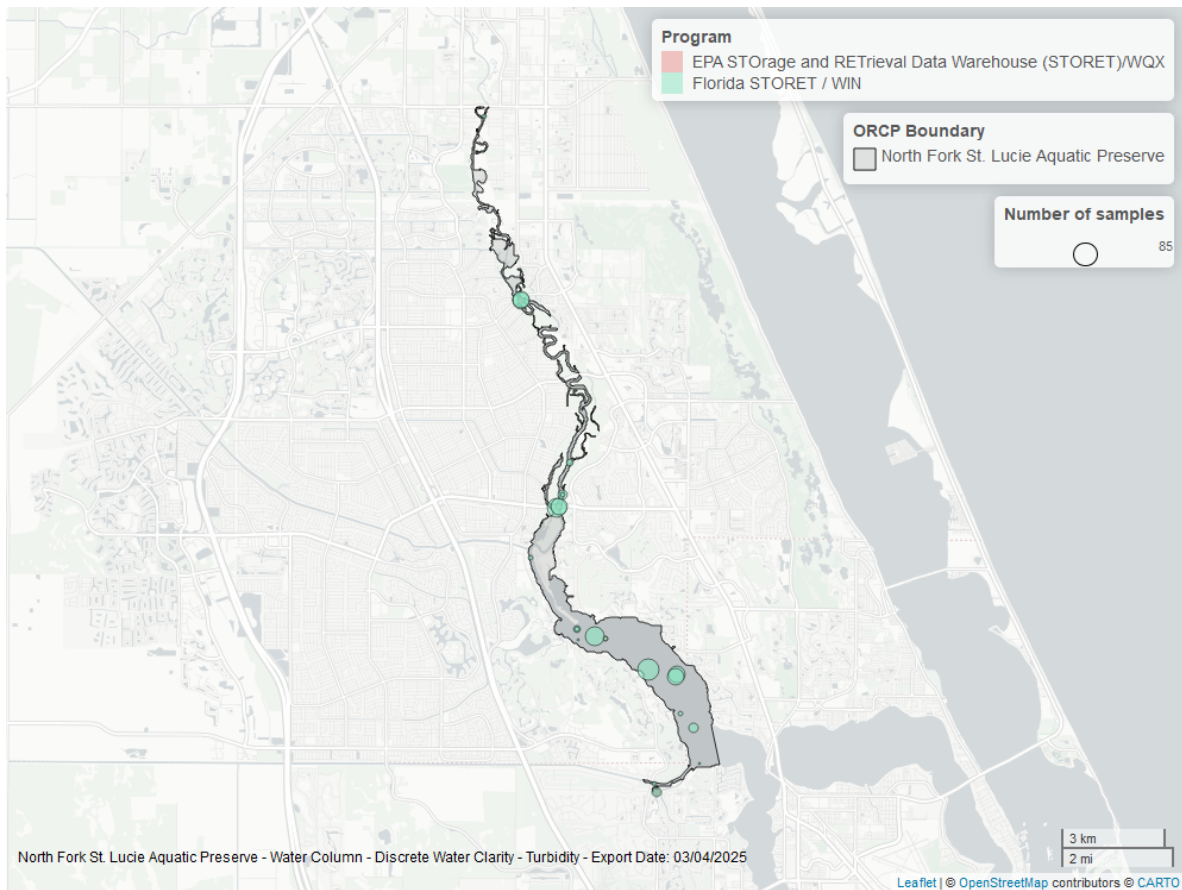 Program
EPA STOrage and RETrieval Data Warehouse (STORET)/WQX
Florida STORET / WIN
ORCP Boundary
North Fork St. Lucie Aquatic Preserve
Number of samples
85
3 km
2 mi
North Fork St. Lucie Aquatic Preserve - Water Column - Discrete Water Clarity - Turbidity - Export Date: 03/04/2025
Leaflet | © OpenStreetMap contributors © CARTO